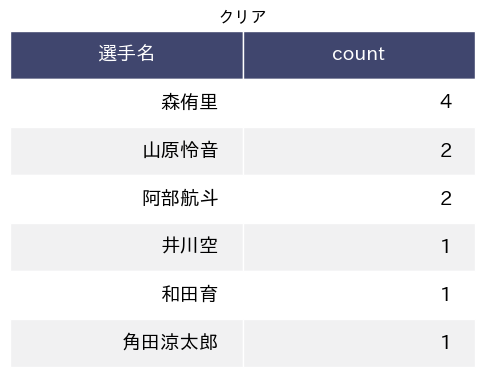 クリア
選手名 count
森侑里 4
山原怜音 2
阿部航斗 2
井川空 1
和田育 1
角田涼太郎 1